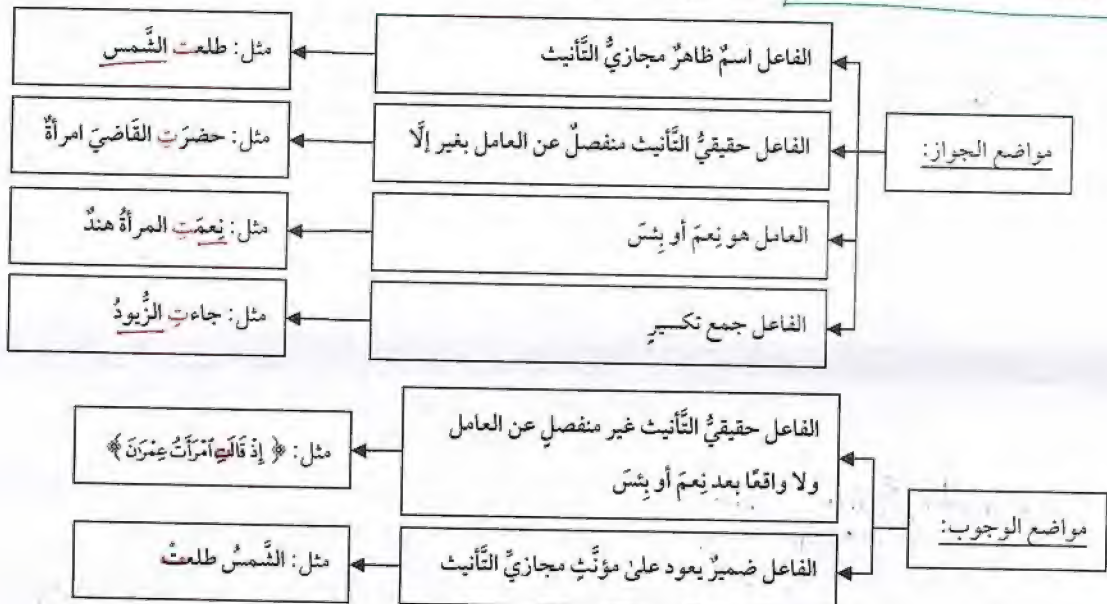 مواضع الجواز:
الفاعل اسمٌ ظاهرٌ مجازيُّ التَّأنيث
مثل: طلعت الشَّمس
الفاعل حقيقيُّ التَّأنيث منفصلٌ عن العامل بغير إلَّا
مثل: حضرَتِ القَاضيَ امرأةٌ
العامل هو نِعمَ أو بِئسَ
مثل: نِعمَتِ المرأةُ هندٌ
الفاعل جمع تكسيرٍ
مثل: جاءتِ الزُّيودُ
مواضع الوجوب:
الفاعل حقيقيُّ التَّأنيث غير منفصلٍ عن العامل
ولا واقعًا بعد نِعمَ أو بِئسَ
مثل: ﴿ إِذْ قَالَتِ ٱمْرَأَتُ عِمْرَٰنَ ﴾
الفاعل ضميرٌ يعود علىٰ مؤنَّثٍ مجازيِّ التَّأنيث
مثل: الشَّمسُ طلعتْ